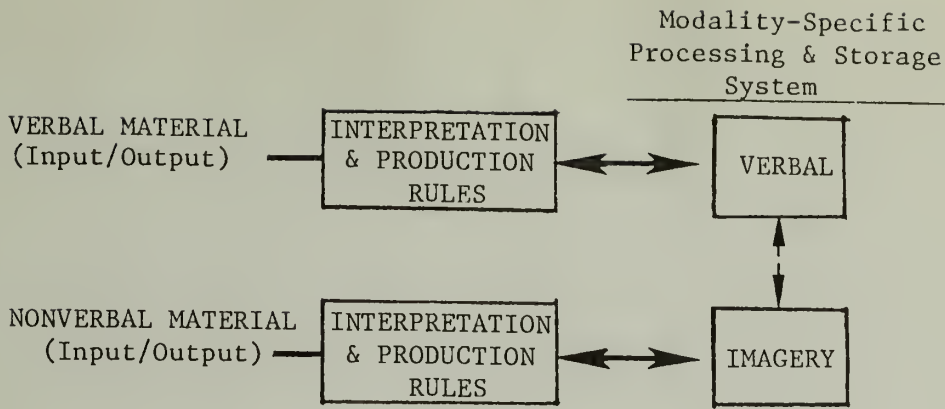 Modality-Specific
Processing & Storage
System
VERBAL MATERIAL
(Input/Output)
INTERPRETATION
& PRODUCTION
RULES
VERBAL
NONVERBAL MATERIAL
(Input/Output)
INTERPRETATION
& PRODUCTION
RULES
IMAGERY